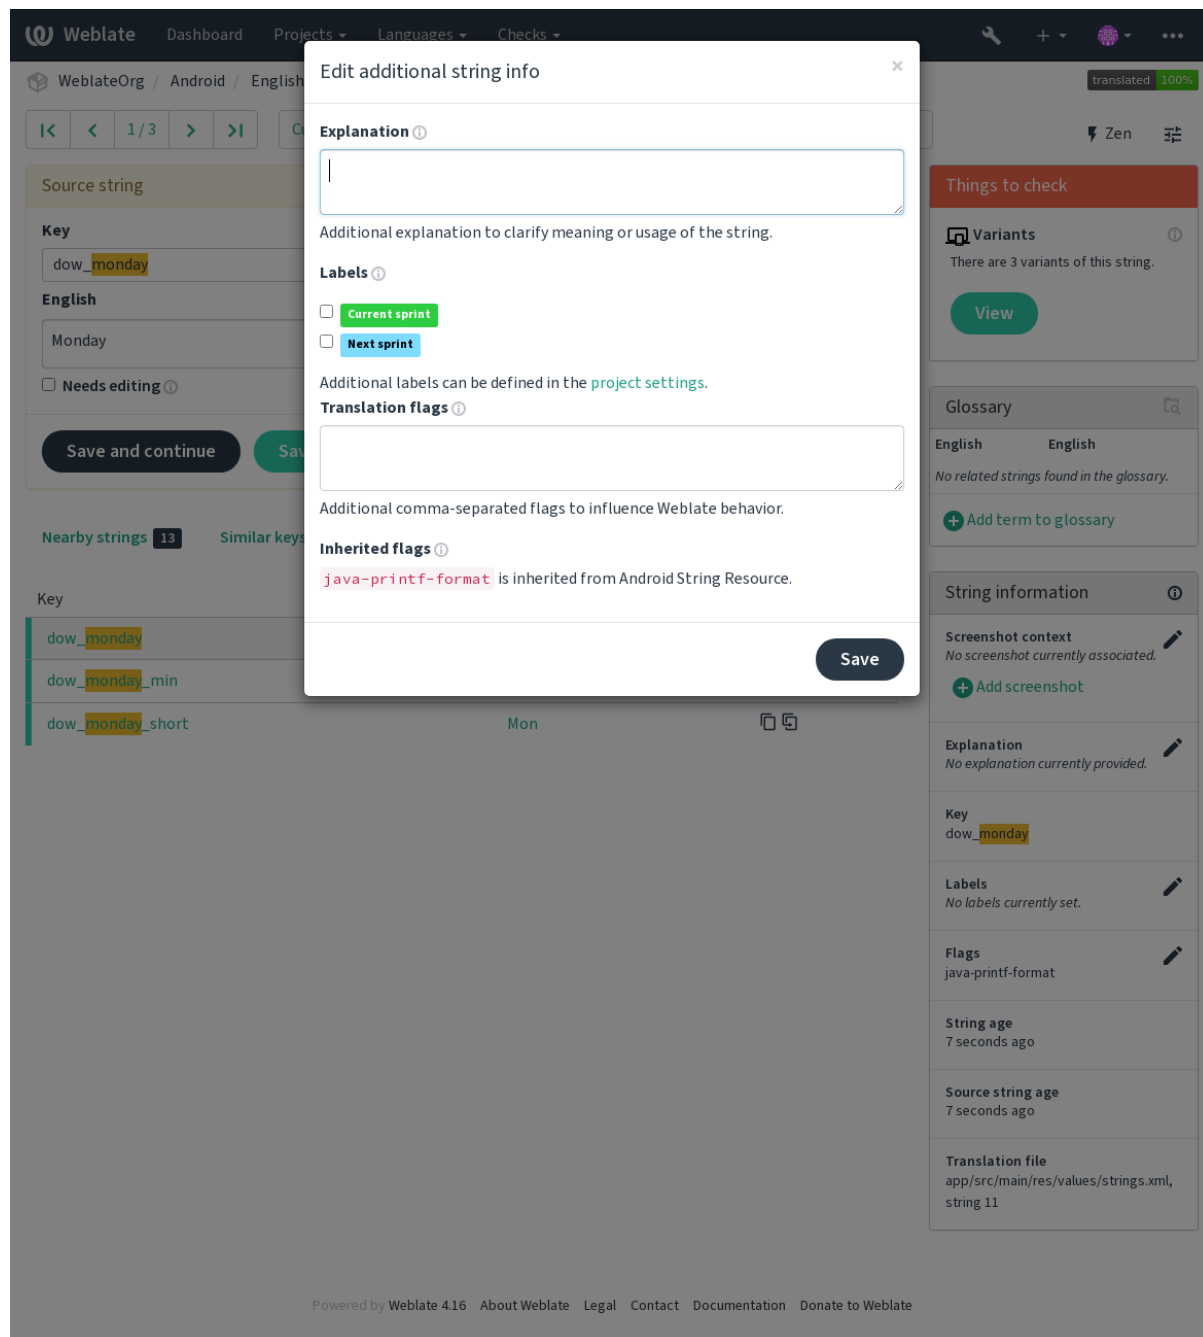 Weblate Dashboard Projects Languages Checks
WeblateOrg / Android / English
translated 100%
1 / 3
Zen
Source string
Key
dow_monday
English
Monday
Needs editing
Save and continue
Nearby strings 13 Similar keys
Key
dow_monday
dow_monday_min
dow_monday_short Mon
Edit additional string info
×
Explanation
Additional explanation to clarify meaning or usage of the string.
Labels
Current sprint
Next sprint
Additional labels can be defined in the project settings.
Translation flags
Additional comma-separated flags to influence Weblate behavior.
Inherited flags
java-printf-format is inherited from Android String Resource.
Save
Things to check
Variants
There are 3 variants of this string.
View
Glossary
English English
No related strings found in the glossary.
Add term to glossary
String information
Screenshot context
No screenshot currently associated.
Add screenshot
Explanation
No explanation currently provided.
Key
dow_monday
Labels
No labels currently set.
Flags
java-printf-format
String age
7 seconds ago
Source string age
7 seconds ago
Translation file
app/src/main/res/values/strings.xml,
string 11
Powered by Weblate 4.16 About Weblate Legal Contact Documentation Donate to Weblate